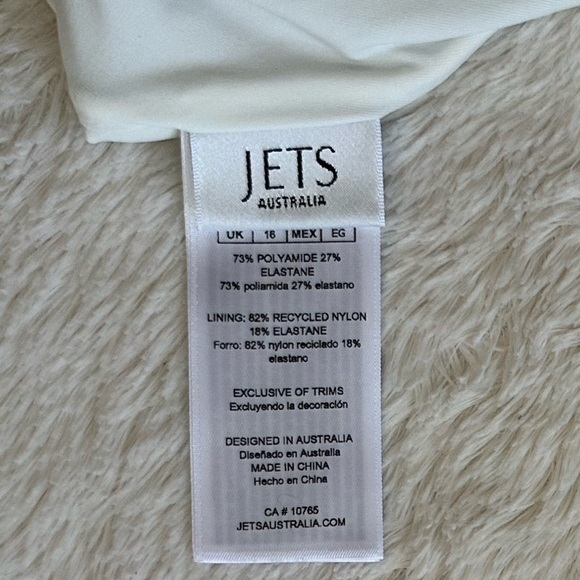 JETS
AUSTRALIA
UK 16 MEX EG
73% POLYAMIDE 27%
ELASTANE
73% poliamida 27% elastano
LINING: 82% RECYCLED NYLON
18% ELASTANE
Forro: 82% nylon reciclado 18%
elastano
EXCLUSIVE OF TRIMS
Excluyendo la decoración
DESIGNED IN AUSTRALIA
Diseñado en Australia
MADE IN CHINA
Hecho en China
CA # 10765
JETSAUSTRALIA.COM